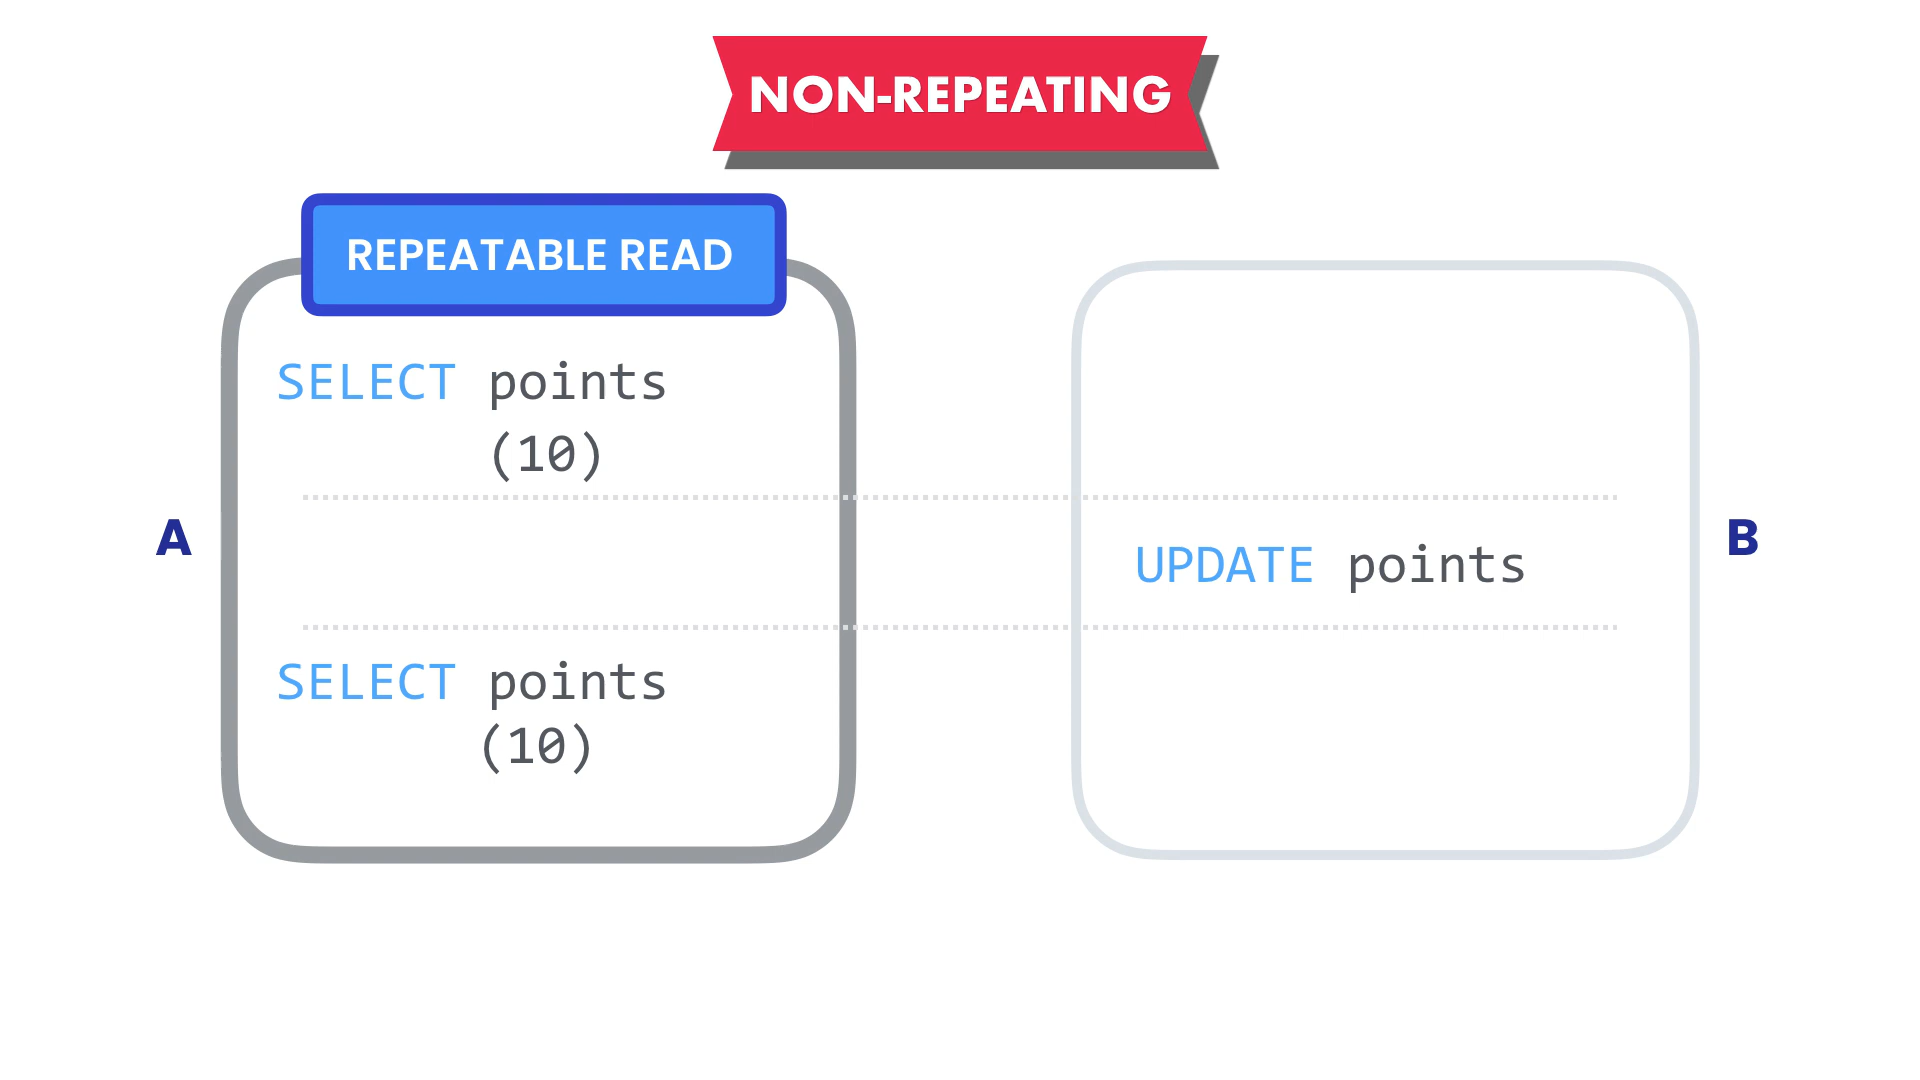 NON-REPEATING
REPEATABLE READ
SELECT points
(10)
A
UPDATE points
B
SELECT points
(10)